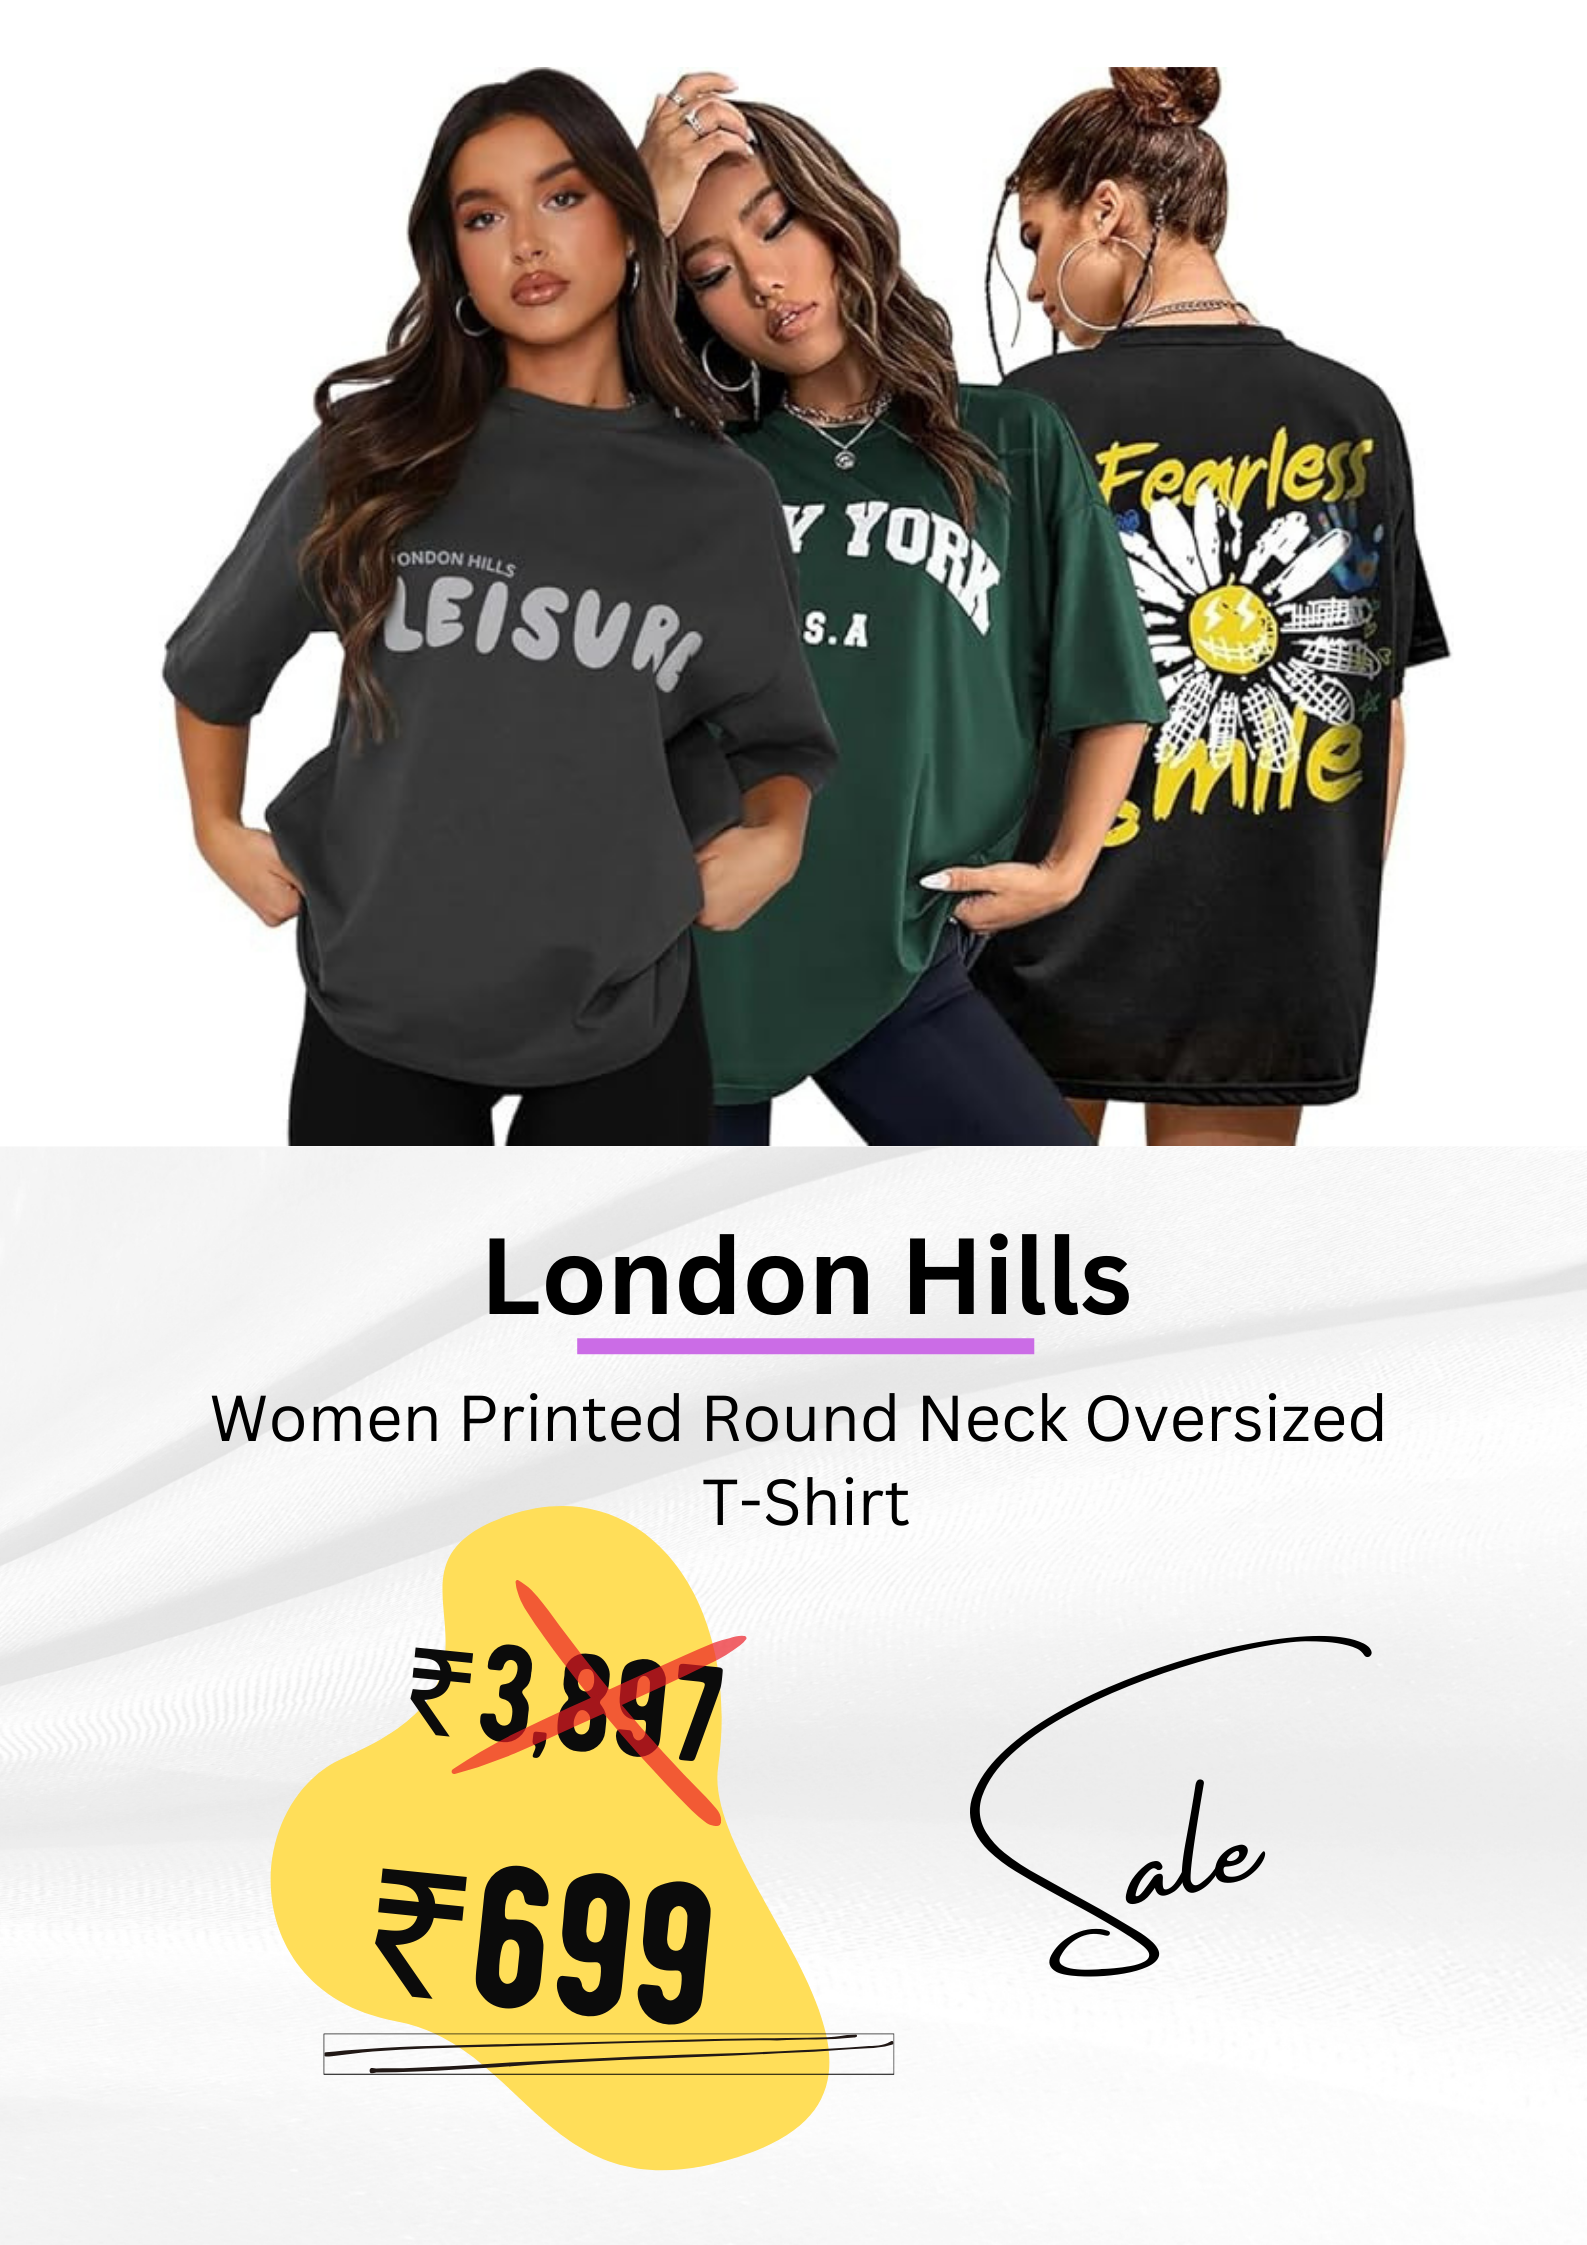 ONDON HILLS
LEISURE
Y YORK
S.A
Fearless
smile
London Hills
Women Printed Round Neck Oversized
T-Shirt
₹3,897
₹699
Sale